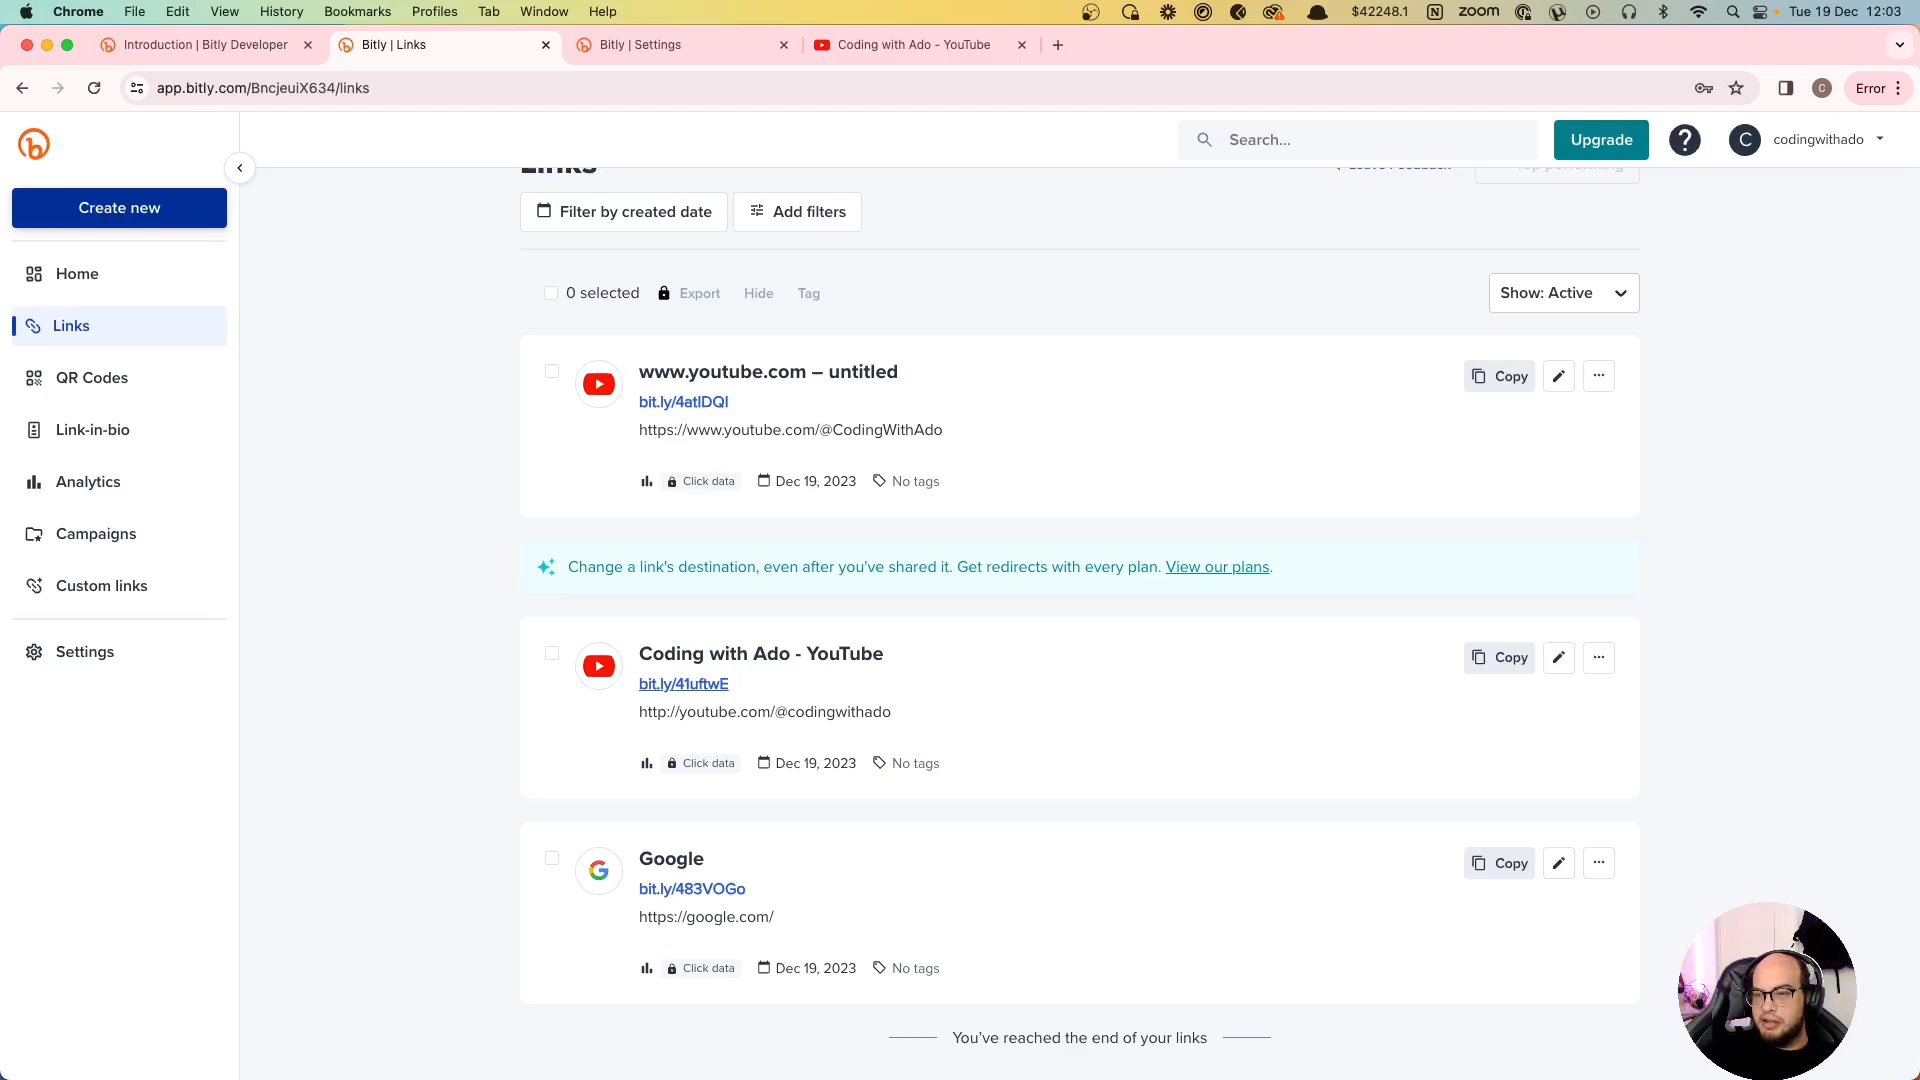 Chrome File Edit View History Bookmarks Profiles Tab Window Help $42248.1 zoom Tue 19 Dec 12:03
Introduction | Bitly Developer Bitly | Links Bitly | Settings Coding with Ado - YouTube
app.bitly.com/BncjeuiX634/links C Error
Search... Upgrade ? C codingwithado
Links Leave Feedback Top performing
Create new
Filter by created date Add filters
Home
Links
QR Codes
Link-in-bio
Analytics
Campaigns
Custom links
Settings
0 selected Export Hide Tag Show: Active
www.youtube.com – untitled Copy
bit.ly/4atIDQI
https://www.youtube.com/@CodingWithAdo
Click data Dec 19, 2023 No tags
Change a link's destination, even after you've shared it. Get redirects with every plan. View our plans.
Coding with Ado - YouTube Copy
bit.ly/41uftwE
http://youtube.com/@codingwithado
Click data Dec 19, 2023 No tags
Google Copy
bit.ly/483VOGo
https://google.com/
Click data Dec 19, 2023 No tags
You've reached the end of your links